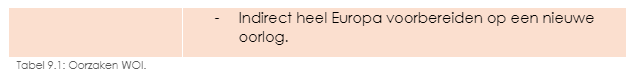 - Indirect heel Europa voorbereiden op een nieuwe
oorlog.
Tabel 9.1: Oorzaken WOI.